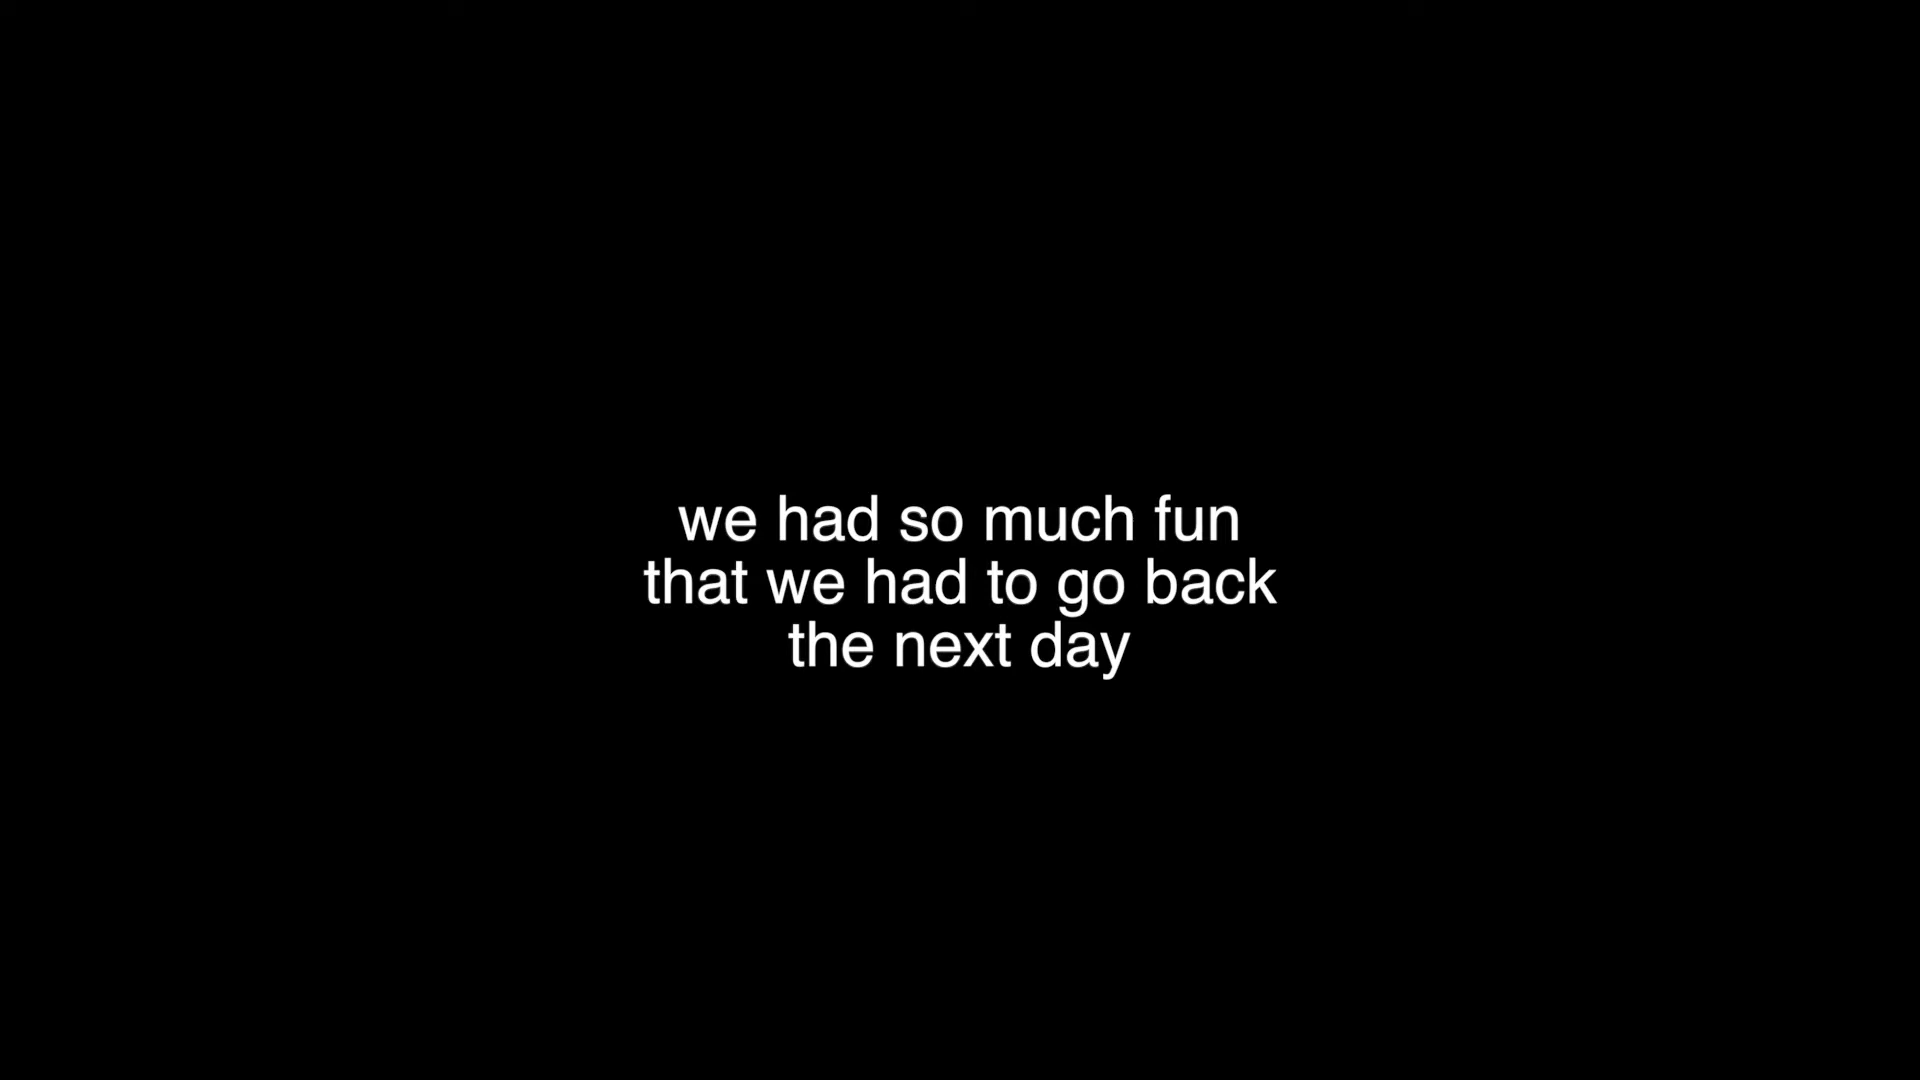 we had so much fun
that we had to go back
the next day